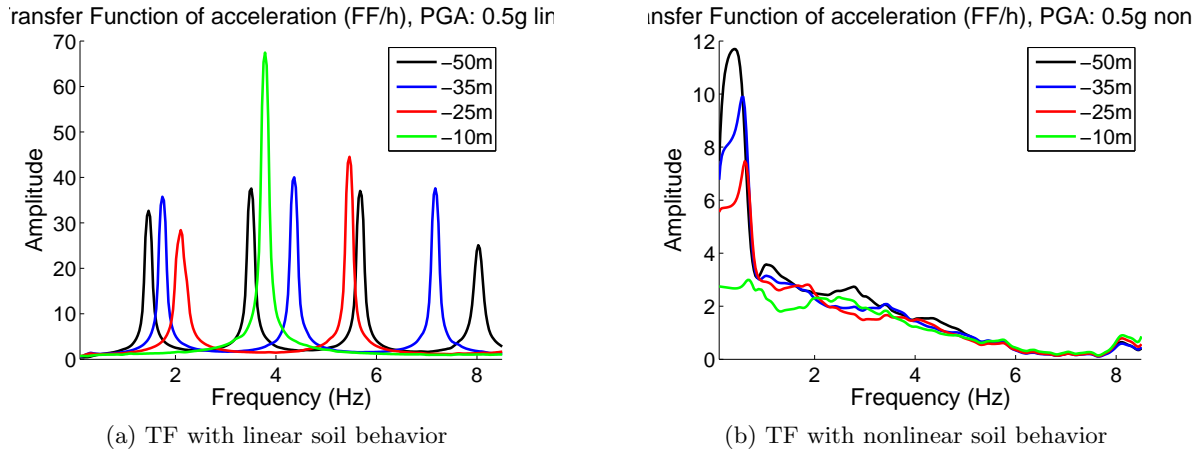 ransfer Function of acceleration (FF/h), PGA: 0.5g lin
70
60
50
40
30
20
10
0
Amplitude
2
4
6
8
Frequency (Hz)
−50m
−35m
−25m
−10m
(a) TF with linear soil behavior
ansfer Function of acceleration (FF/h), PGA: 0.5g non
12
10
8
6
4
2
0
Amplitude
2
4
6
8
Frequency (Hz)
−50m
−35m
−25m
−10m
(b) TF with nonlinear soil behavior